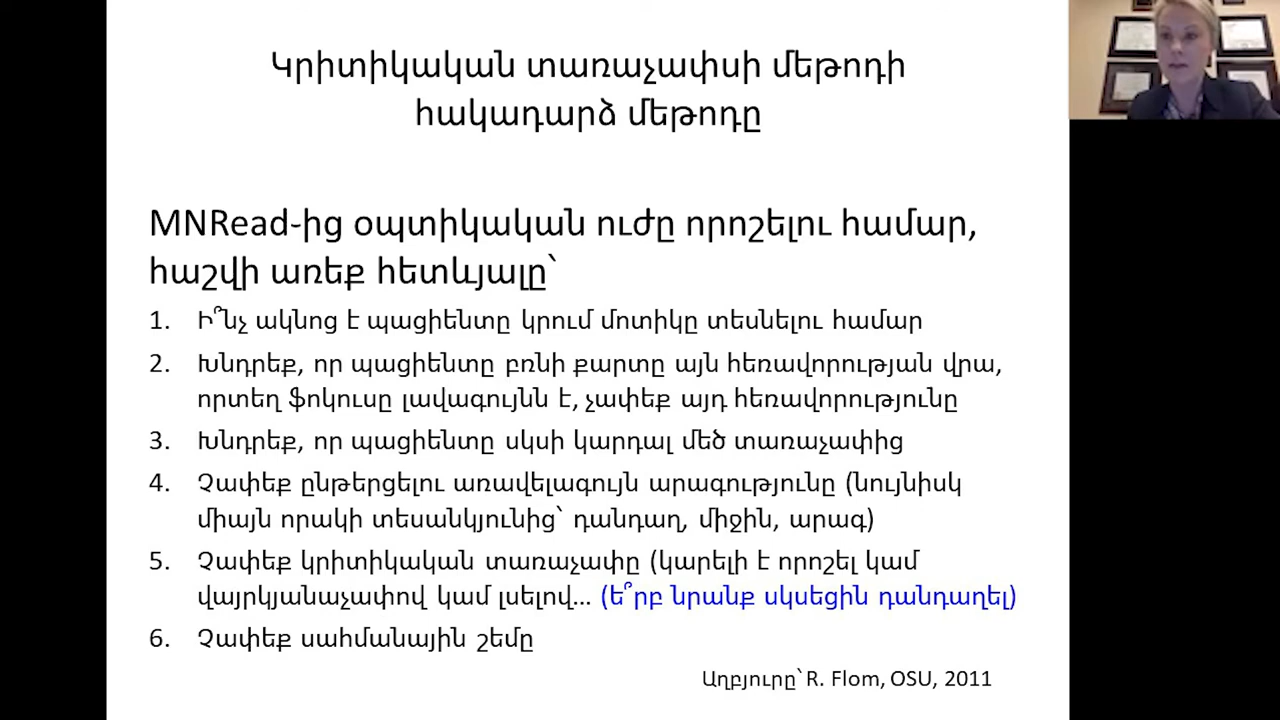 Կրիտիկական տառաչափսի մեթոդի
հակադարձ մեթոդը
MNRead-ից օպտիկական ուժը որոշելու համար,
հաշվի առեք հետևյալը՝
1. Ի՞նչ ակնոց է պացիենտը կրում մոտիկը տեսնելու համար
2. Խնդրեք, որ պացիենտը բռնի քարտը այն հեռավորության վրա,
որտեղ ֆոկուսը լավագույնն է, չափեք այդ հեռավորությունը
3. Խնդրեք, որ պացիենտը սկսի կարդալ մեծ տառաչափից
4. Չափեք ընթերցելու առավելագույն արագությունը (նույնիսկ
միայն որակի տեսանկյունից՝ դանդաղ, միջին, արագ)
5. Չափեք կրիտիկական տառաչափը (կարելի է որոշել կամ
վայրկյանաչափով կամ լսելով... (ե՞րբ նրանք սկսեցին դանդաղել)
6. Չափեք սահմանային շեմը
Աղբյուրը՝ R. Flom, OSU, 2011